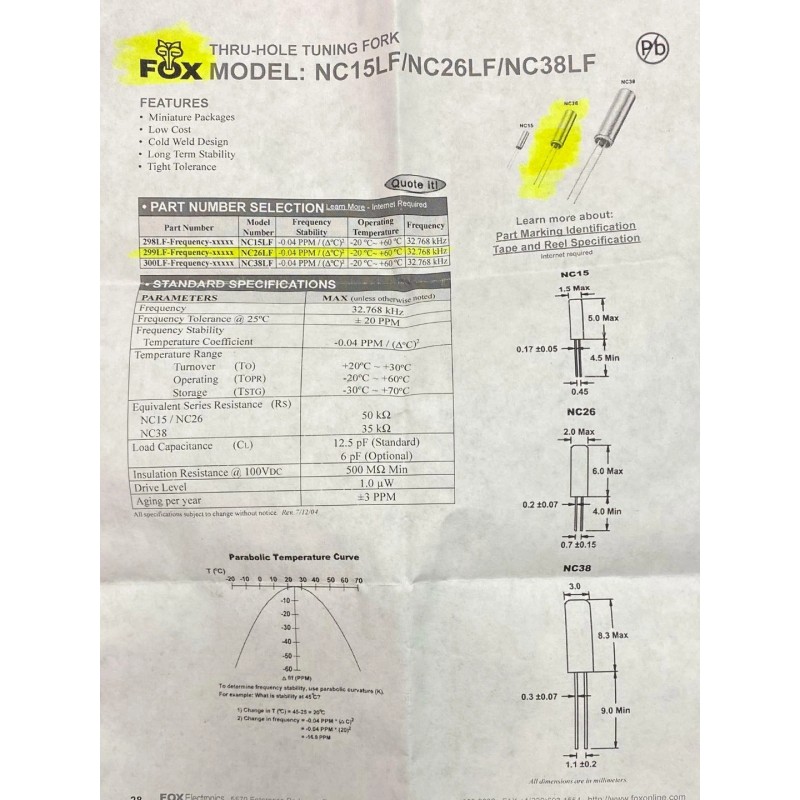 FOX
THRU-HOLE TUNING FORK
MODEL: NC15LF/NC26LF/NC38LF
Pb
FEATURES
• Miniature Packages
• Low Cost
• Cold Weld Design
• Long Term Stability
• Tight Tolerance
NC15
NC26
NC38
Quote it!
• PART NUMBER SELECTION Learn More - Internet Required
Part Number Model Number Frequency Stability Operating Temperature Frequency
298LF-Frequency-xxxxx NC15LF -0.04 PPM / (Δ°C)² -20 °C~ +60 °C 32.768 kHz
299LF-Frequency-xxxxx NC26LF -0.04 PPM / (Δ°C)² -20 °C~ +60 °C 32.768 kHz
300LF-Frequency-xxxxx NC38LF -0.04 PPM / (Δ°C)² -20 °C~ +60 °C 32.768 kHz
Learn more about:
Part Marking Identification
Tape and Reel Specification
Internet required
• STANDARD SPECIFICATIONS
PARAMETERS MAX (unless otherwise noted)
Frequency 32.768 kHz
Frequency Tolerance @ 25°C ± 20 PPM
Frequency Stability
Temperature Coefficient -0.04 PPM / (Δ°C)²
Temperature Range
Turnover (TO) +20°C ~ +30°C
Operating (TOPR) -20°C ~ +60°C
Storage (TSTG) -30°C ~ +70°C
Equivalent Series Resistance (RS)
NC15 / NC26 50 kΩ
NC38 35 kΩ
Load Capacitance (CL) 12.5 pF (Standard)
6 pF (Optional)
Insulation Resistance @ 100VDC 500 MΩ Min
Drive Level 1.0 µW
Aging per year ±3 PPM
All specifications subject to change without notice. Rev. 7/12/04
NC15
1.5 Max
5.0 Max
0.17 ±0.05
4.5 Min
0.45
NC26
2.0 Max
6.0 Max
0.2 ±0.07
4.0 Min
0.7 ±0.15
NC38
3.0
8.3 Max
0.3 ±0.07
9.0 Min
1.1 ±0.2
All dimensions are in millimeters.
Parabolic Temperature Curve
T (°C)
-20 -10 0 10 20 30 40 50 60 70
-10
-20
-30
-40
-50
-60
Δ f/f (PPM)
To determine frequency stability, use parabolic curvature (K).
For example: What is stability at 45°C?
1) Change in T (°C) = 45-25 = 20°C
2) Change in frequency = -0.04 PPM * (Δ C)²
= -0.04 PPM * (20)²
= -16.0 PPM
28 FOX Electronics
http://www.foxonline.com